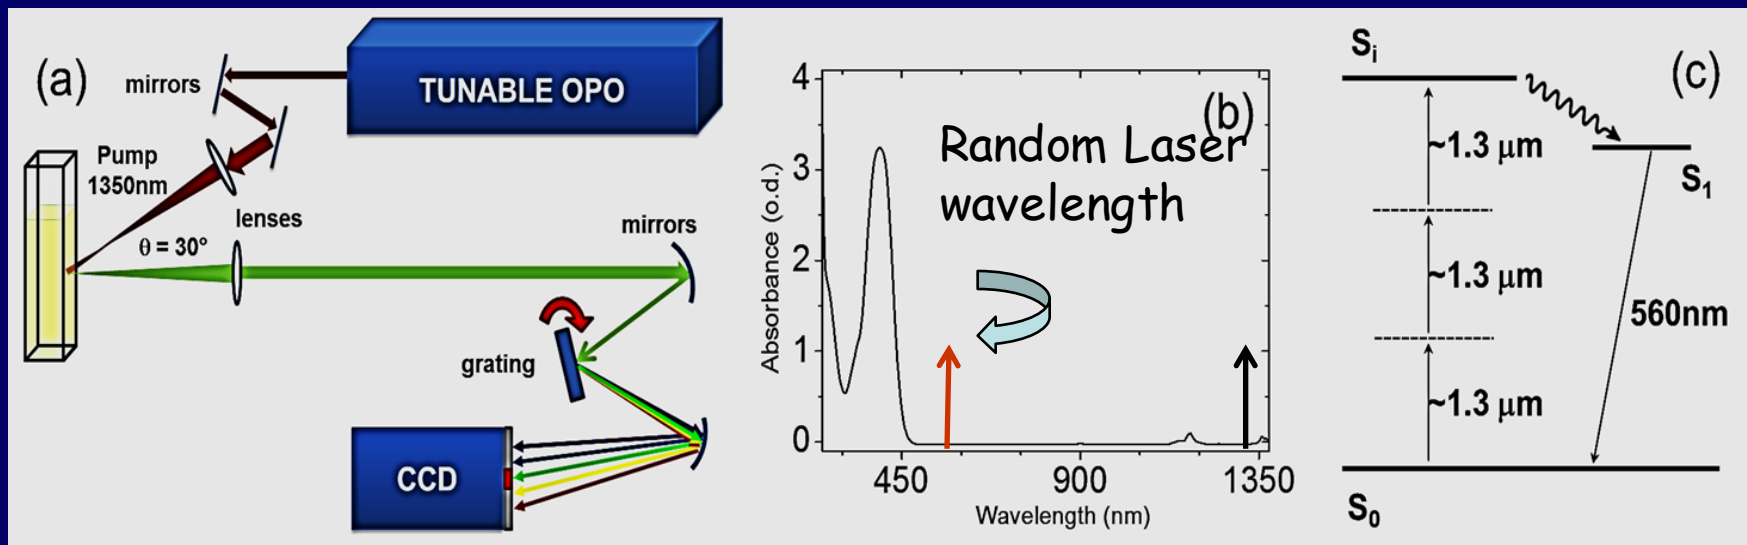 (a)
mirrors
TUNABLE OPO
Pump
1350nm
lenses
θ = 30°
mirrors
grating
CCD
(b)
Random Laser
wavelength
Absorbance (o.d.)
4
3
2
1
0
450 900 1350
Wavelength (nm)
(c)
Si
~1.3 μm
S1
~1.3 μm
560nm
~1.3 μm
S0